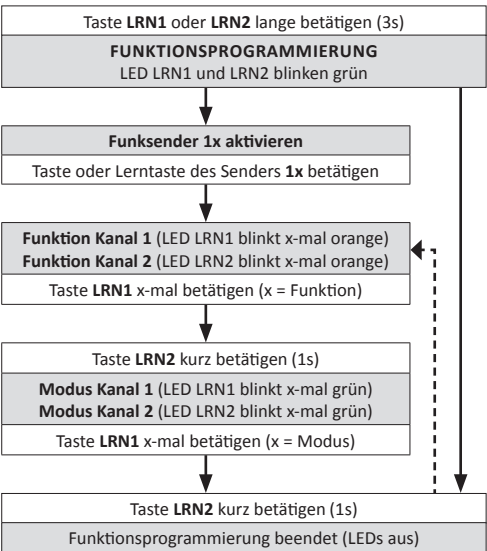 Taste LRN1 oder LRN2 lange betätigen (3s)
FUNKTIONSPROGRAMMIERUNG
LED LRN1 und LRN2 blinken grün
Funksender 1x aktivieren
Taste oder Lerntaste des Senders 1x betätigen
Funktion Kanal 1 (LED LRN1 blinkt x-mal orange)
Funktion Kanal 2 (LED LRN2 blinkt x-mal orange)
Taste LRN1 x-mal betätigen (x = Funktion)
Taste LRN2 kurz betätigen (1s)
Modus Kanal 1 (LED LRN1 blinkt x-mal grün)
Modus Kanal 2 (LED LRN2 blinkt x-mal grün)
Taste LRN1 x-mal betätigen (x = Modus)
Taste LRN2 kurz betätigen (1s)
Funktionsprogrammierung beendet (LEDs aus)